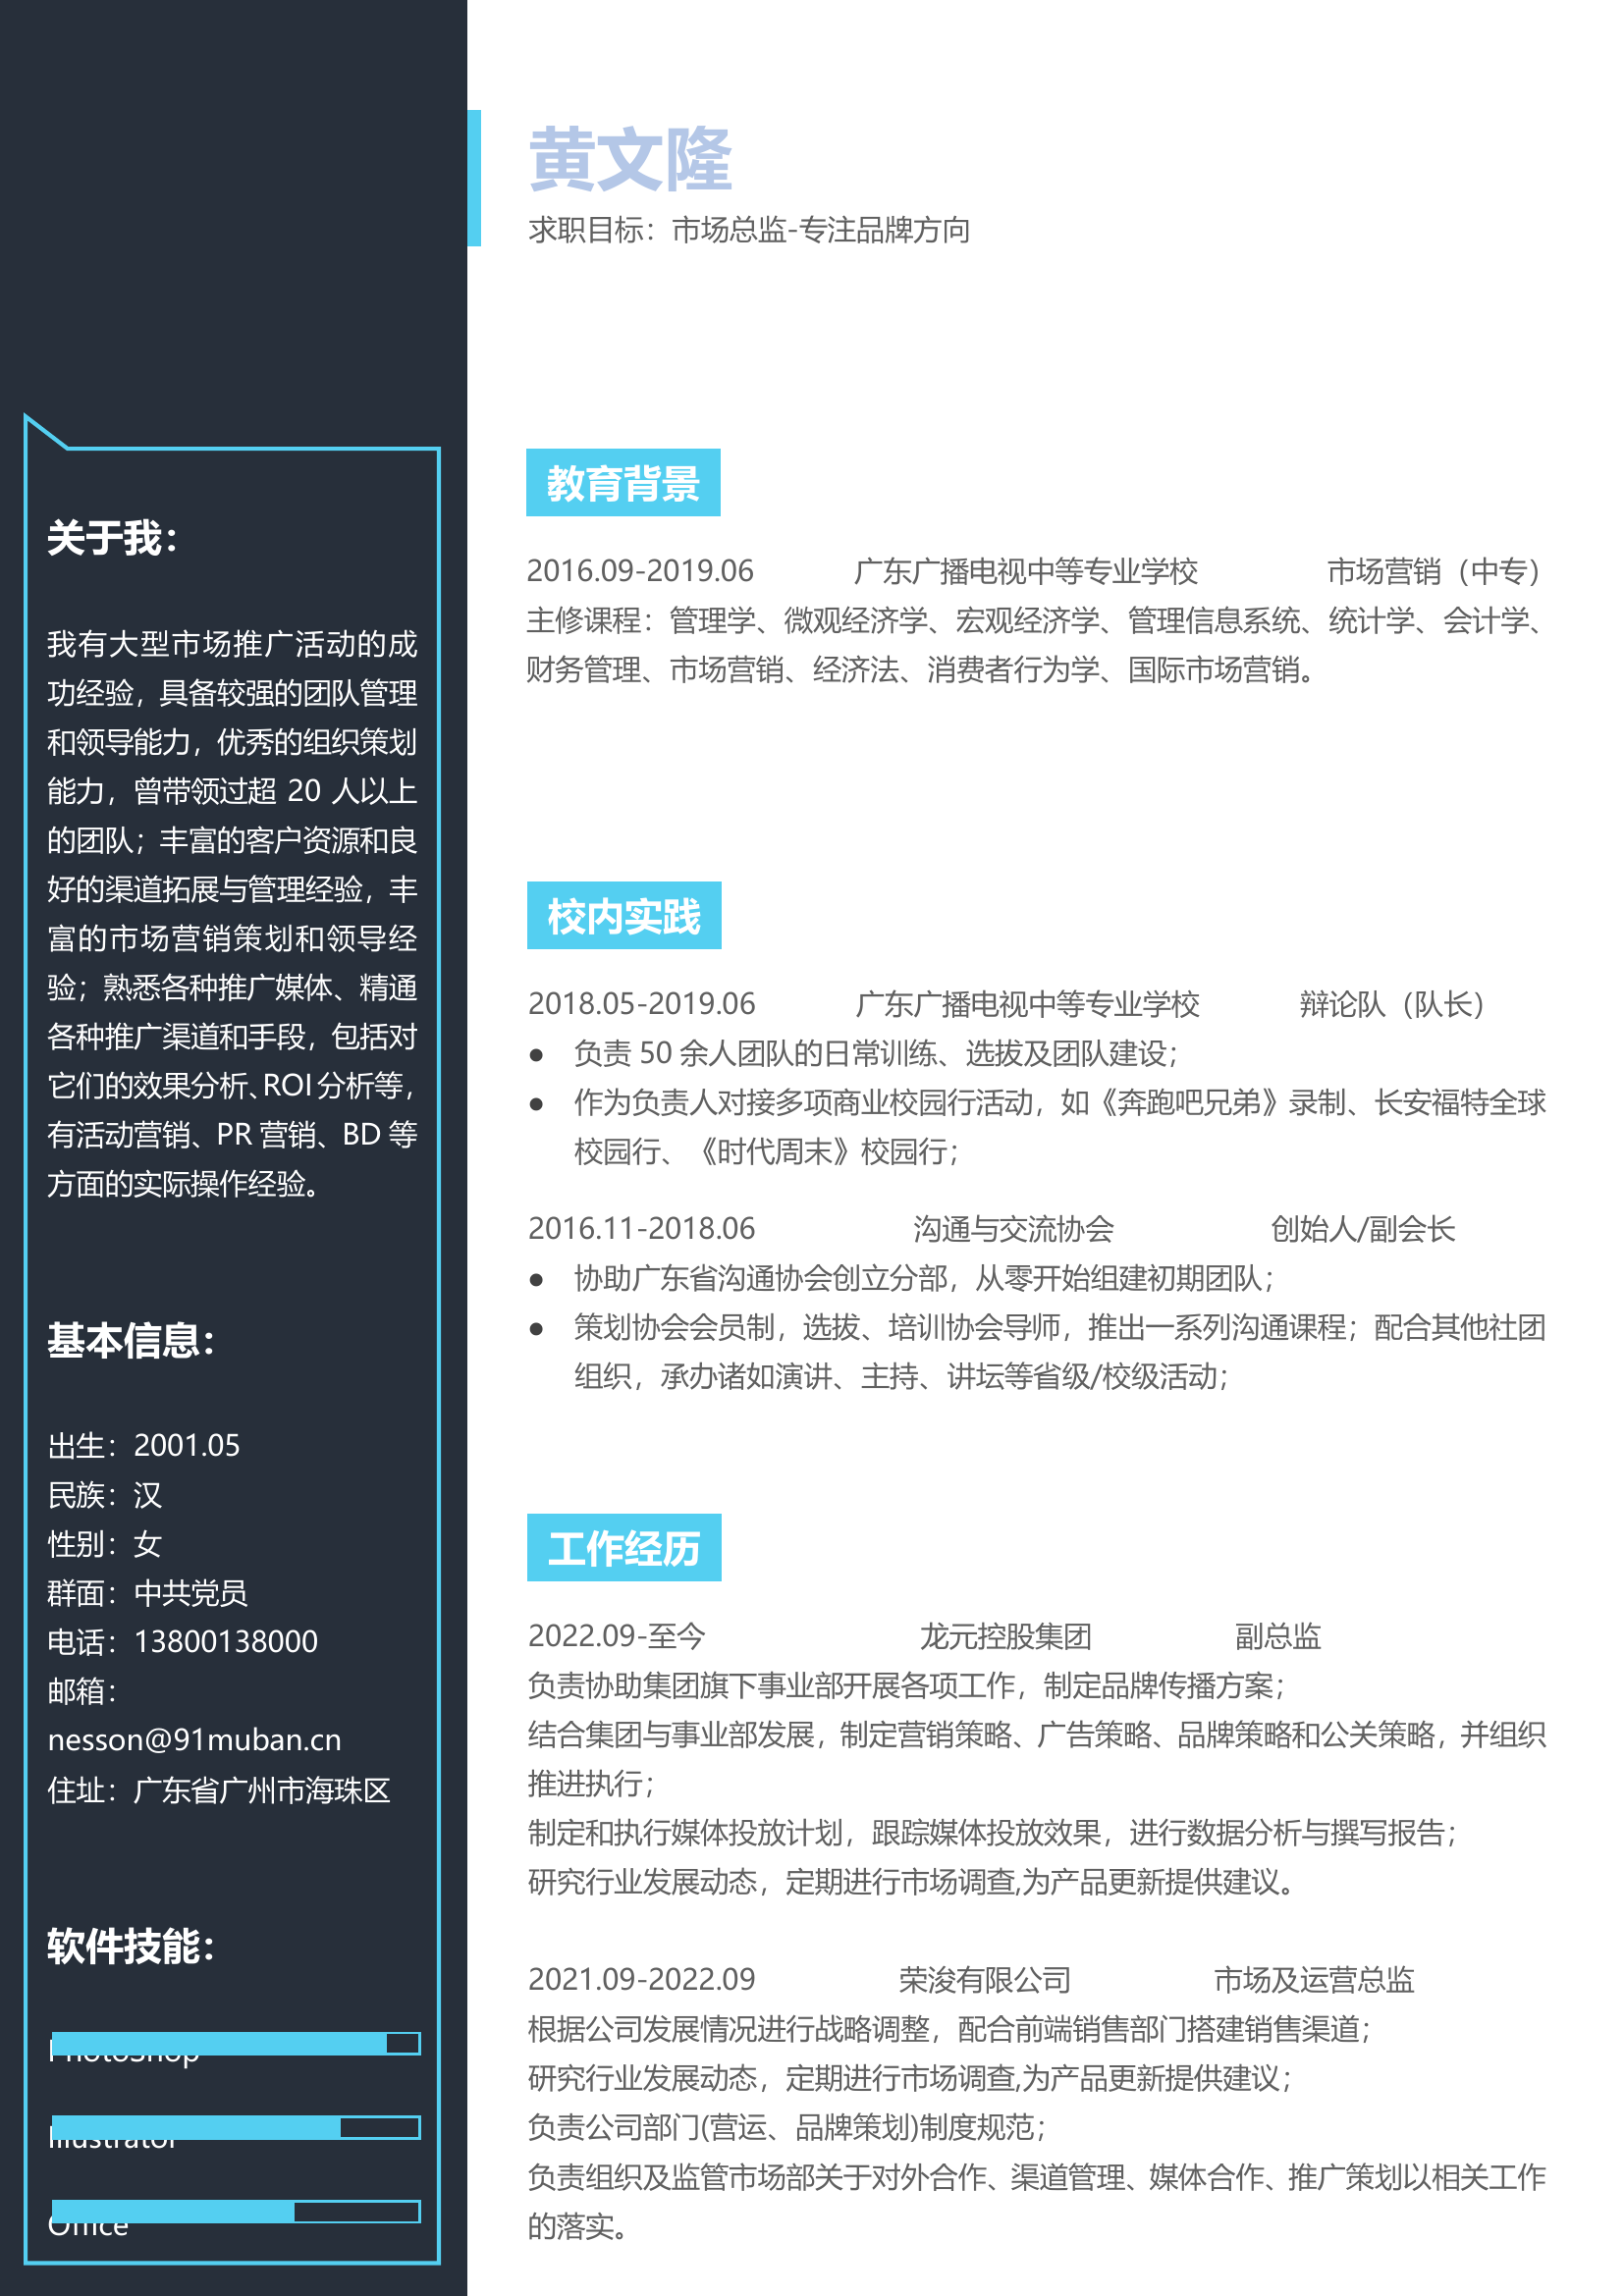 黄文隆
求职目标：市场总监-专注品牌方向
关于我：
我有大型市场推广活动的成
功经验，具备较强的团队管理
和领导能力，优秀的组织策划
能力，曾带领过超 20 人以上
的团队；丰富的客户资源和良
好的渠道拓展与管理经验，丰
富的市场营销策划和领导经
验；熟悉各种推广媒体、精通
各种推广渠道和手段，包括对
它们的效果分析、ROI 分析等，
有活动营销、PR 营销、BD 等
方面的实际操作经验。
基本信息：
出生：2001.05
民族：汉
性别：女
群面：中共党员
电话：13800138000
邮箱：
nesson@91muban.cn
住址：广东省广州市海珠区
软件技能：
Photoshop
Illustrator
Office
教育背景
2016.09-2019.06 广东广播电视中等专业学校 市场营销（中专）
主修课程：管理学、微观经济学、宏观经济学、管理信息系统、统计学、会计学、
财务管理、市场营销、经济法、消费者行为学、国际市场营销。
校内实践
2018.05-2019.06 广东广播电视中等专业学校 辩论队（队长）
● 负责 50 余人团队的日常训练、选拔及团队建设；
● 作为负责人对接多项商业校园行活动，如《奔跑吧兄弟》录制、长安福特全球
校园行、《时代周末》校园行；
2016.11-2018.06 沟通与交流协会 创始人/副会长
● 协助广东省沟通协会创立分部，从零开始组建初期团队；
● 策划协会会员制，选拔、培训协会导师，推出一系列沟通课程；配合其他社团
组织，承办诸如演讲、主持、讲坛等省级/校级活动；
工作经历
2022.09-至今 龙元控股集团 副总监
负责协助集团旗下事业部开展各项工作，制定品牌传播方案；
结合集团与事业部发展，制定营销策略、广告策略、品牌策略和公关策略，并组织
推进执行；
制定和执行媒体投放计划，跟踪媒体投放效果，进行数据分析与撰写报告；
研究行业发展动态，定期进行市场调查,为产品更新提供建议。
2021.09-2022.09 荣浚有限公司 市场及运营总监
根据公司发展情况进行战略调整，配合前端销售部门搭建销售渠道；
研究行业发展动态，定期进行市场调查,为产品更新提供建议；
负责公司部门(营运、品牌策划)制度规范；
负责组织及监管市场部关于对外合作、渠道管理、媒体合作、推广策划以相关工作
的落实。